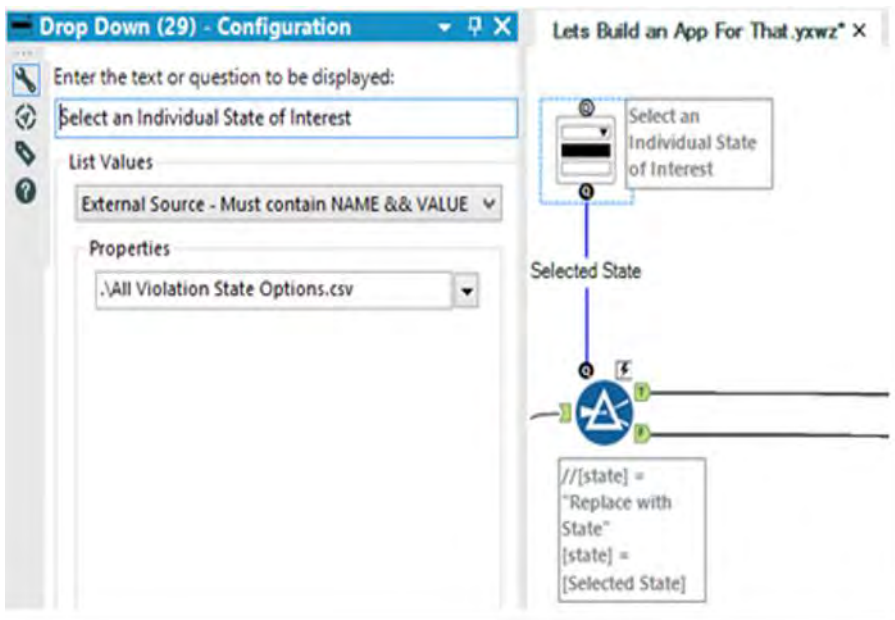 Drop Down (29) - Configuration
Enter the text or question to be displayed:
Select an Individual State of Interest
List Values
External Source - Must contain NAME && VALUE
Properties
.\All Violation State Options.csv
Lets Build an App For That.yxwz*
Q
Select an
Individual State
of Interest
Q
Selected State
Q
T
F
//[state] =
"Replace with
State"
[state] =
[Selected State]